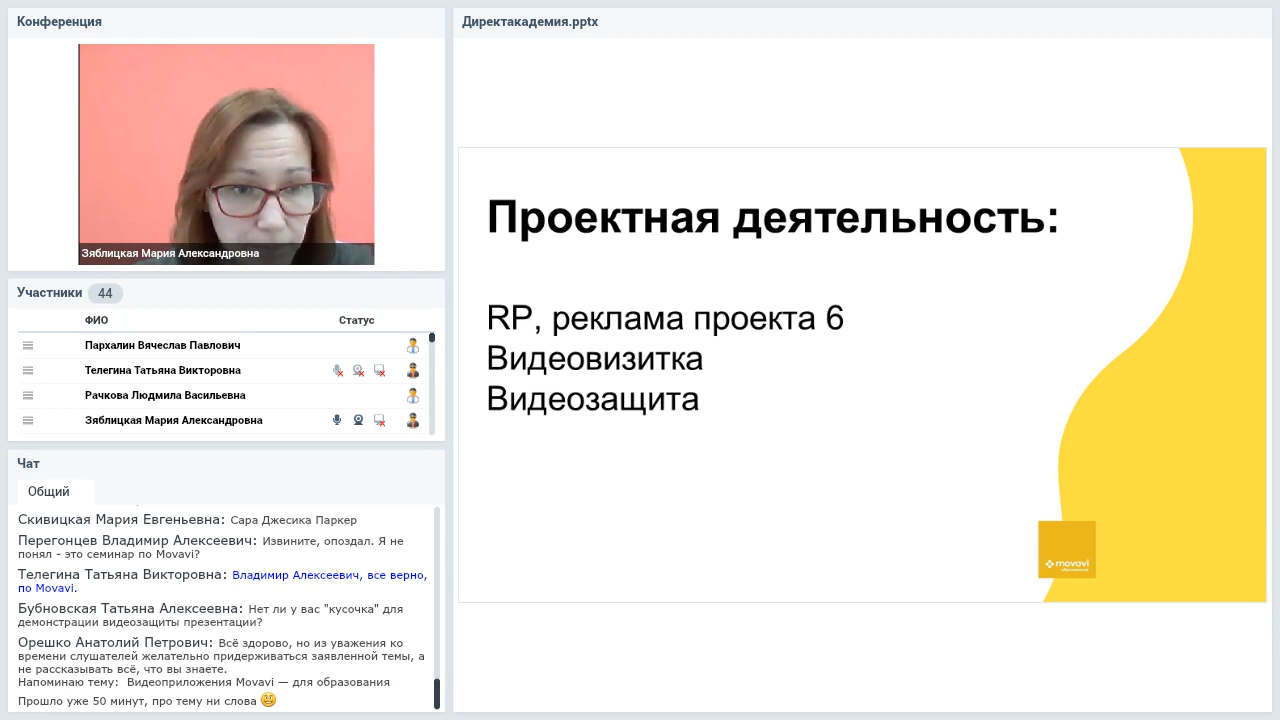 Конференция
Зяблицкая Мария Александровна
Участники 44
ФИО Статус
Пархалин Вячеслав Павлович
Телегина Татьяна Викторовна
Рачкова Людмила Васильевна
Зяблицкая Мария Александровна
Чат
Общий
Скивицкая Мария Евгеньевна: Сара Джесика Паркер
Перегонцев Владимир Алексеевич: Извините, опоздал. Я не
понял - это семинар по Movavi?
Телегина Татьяна Викторовна: Владимир Алексеевич, все верно,
по Movavi.
Бубновская Татьяна Алексеевна: Нет ли у вас "кусочка" для
демонстрации видеозащиты презентации?
Орешко Анатолий Петрович: Всё здорово, но из уважения ко
времени слушателей желательно придерживаться заявленной темы, а
не рассказывать всё, что вы знаете.
Напоминаю тему: Видеоприложения Movavi — для образования
Прошло уже 50 минут, про тему ни слова
Директакадемия.pptx
Проектная деятельность:
RP, реклама проекта 6
Видеовизитка
Видеозащита
movavi